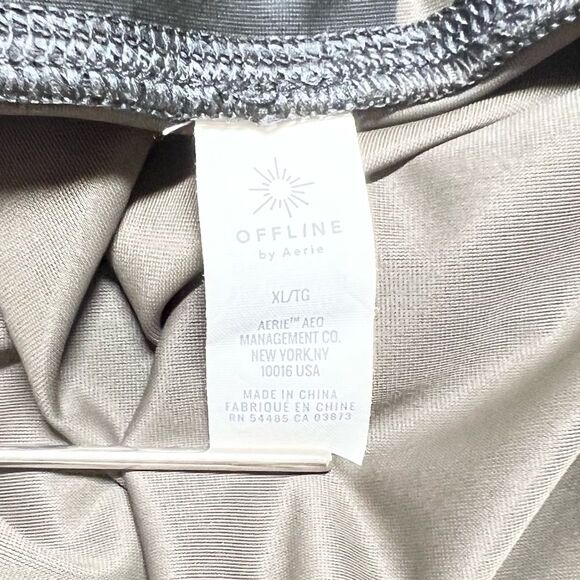 OFFLINE
by Aerie
XL/TG
AERIE™ AEO
MANAGEMENT CO.
NEW YORK,NY
10016 USA
MADE IN CHINA
FABRIQUÉ EN CHINE
RN 54485 CA 03873